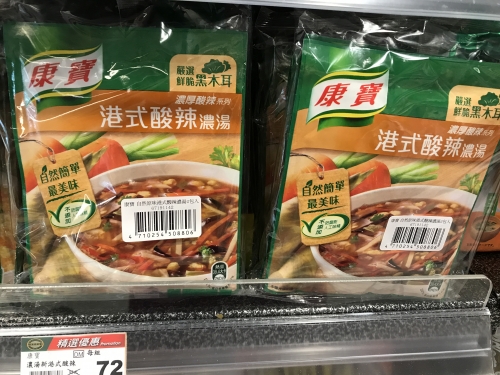 康寶
嚴選
鮮脆黑木耳
濃厚酸辣系列
港式酸辣濃湯
自然簡單
最美味
4710254508806
康寶
嚴選
鮮脆黑木耳
濃厚酸辣系列
港式酸辣濃湯
自然簡單
最美味
4710254508806
精選優惠
康寶
DM 每組
濃湯新港式酸辣
72